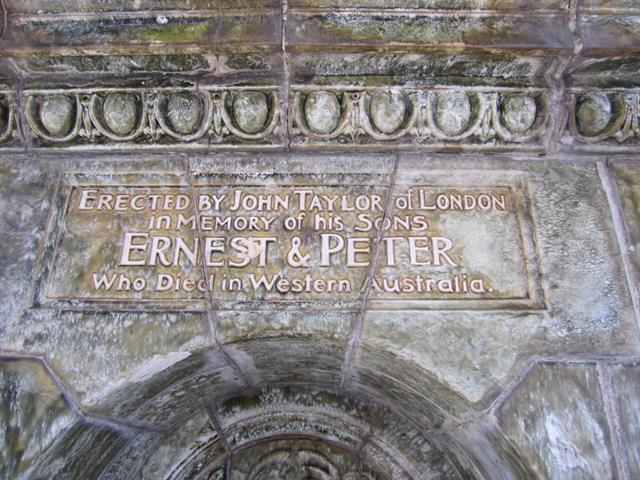 ERECTED BY JOHN TAYLOR of LONDON
in MEMORY of his SONS
ERNEST & PETER
Who Died in Western Australia.